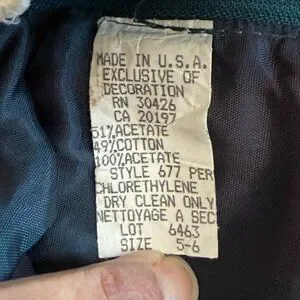 MADE IN U.S.A.
EXCLUSIVE OF
DECORATION
RN 30426
CA 20197
51%ACETATE
49%COTTON
100%ACETATE
STYLE 677 PER
CHLORETHYLENE
DRY CLEAN ONLY
NETTOYAGE A SEC
LOT 6463
SIZE 5-6